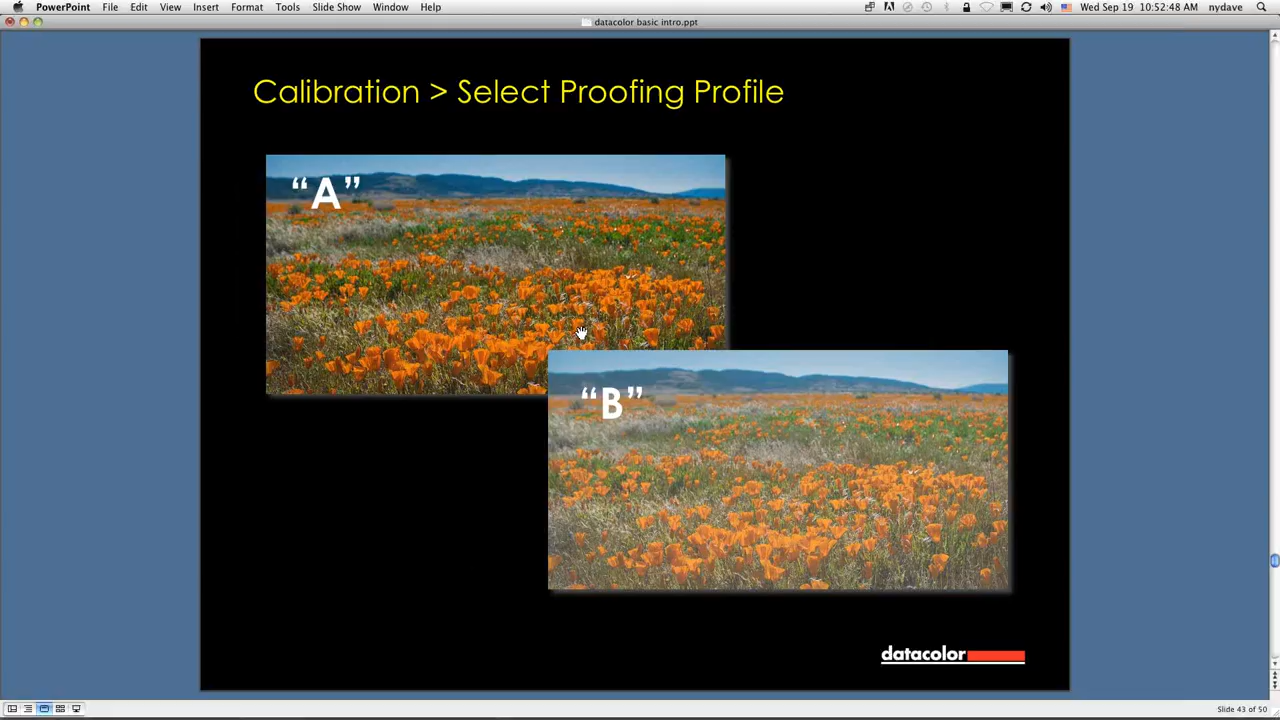 PowerPoint File Edit View Insert Format Tools Slide Show Window Help Wed Sep 19 10:52:48 AM nydave
datacolor basic intro.ppt
Calibration > Select Proofing Profile
“A”
“B”
datacolor
Slide 43 of 50